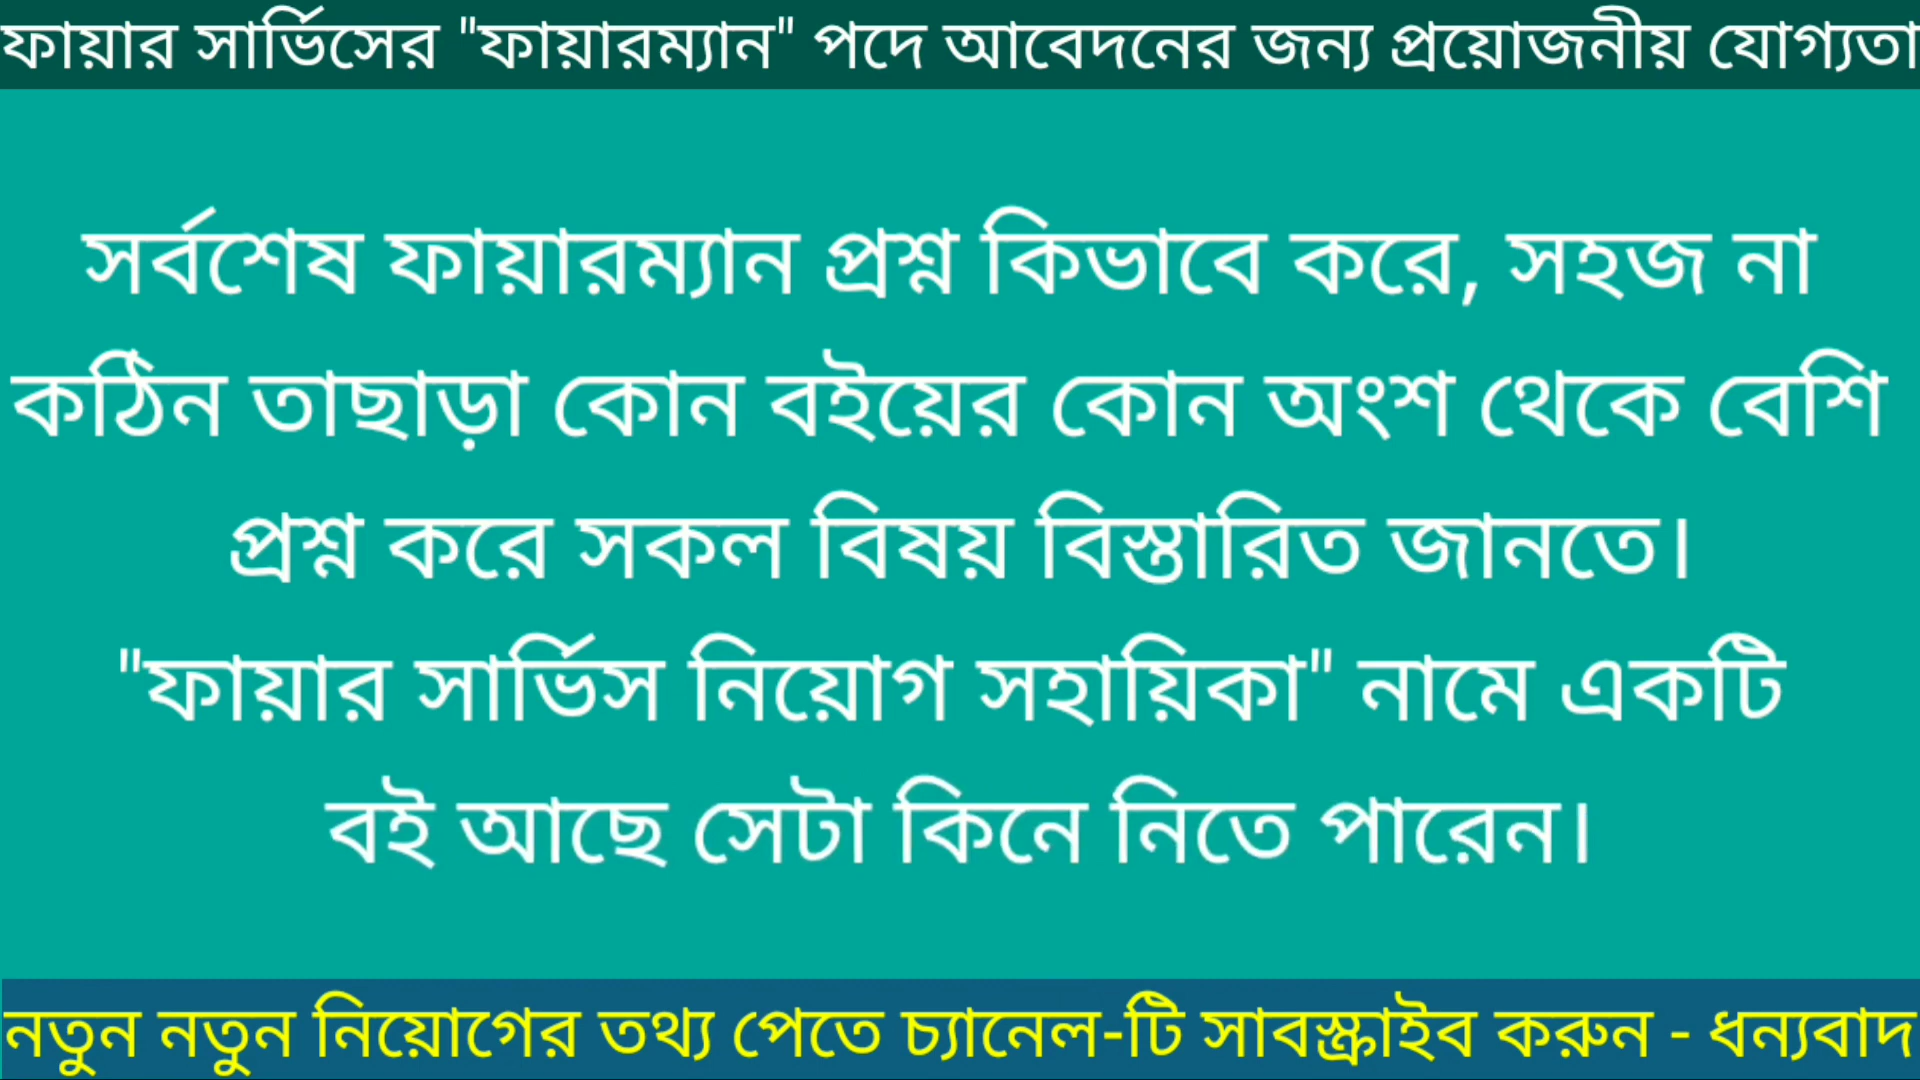 ফায়ার সার্ভিসের "ফায়ারম্যান" পদে আবেদনের জন্য প্রয়োজনীয় যোগ্যতা
সর্বশেষ ফায়ারম্যান প্রশ্ন কিভাবে করে, সহজ না
কঠিন তাছাড়া কোন বইয়ের কোন অংশ থেকে বেশি
প্রশ্ন করে সকল বিষয় বিস্তারিত জানতে।
"ফায়ার সার্ভিস নিয়োগ সহায়িকা" নামে একটি
বই আছে সেটা কিনে নিতে পারেন।
নতুন নতুন নিয়োগের তথ্য পেতে চ্যানেল-টি সাবস্ক্রাইব করুন - ধন্যবাদ